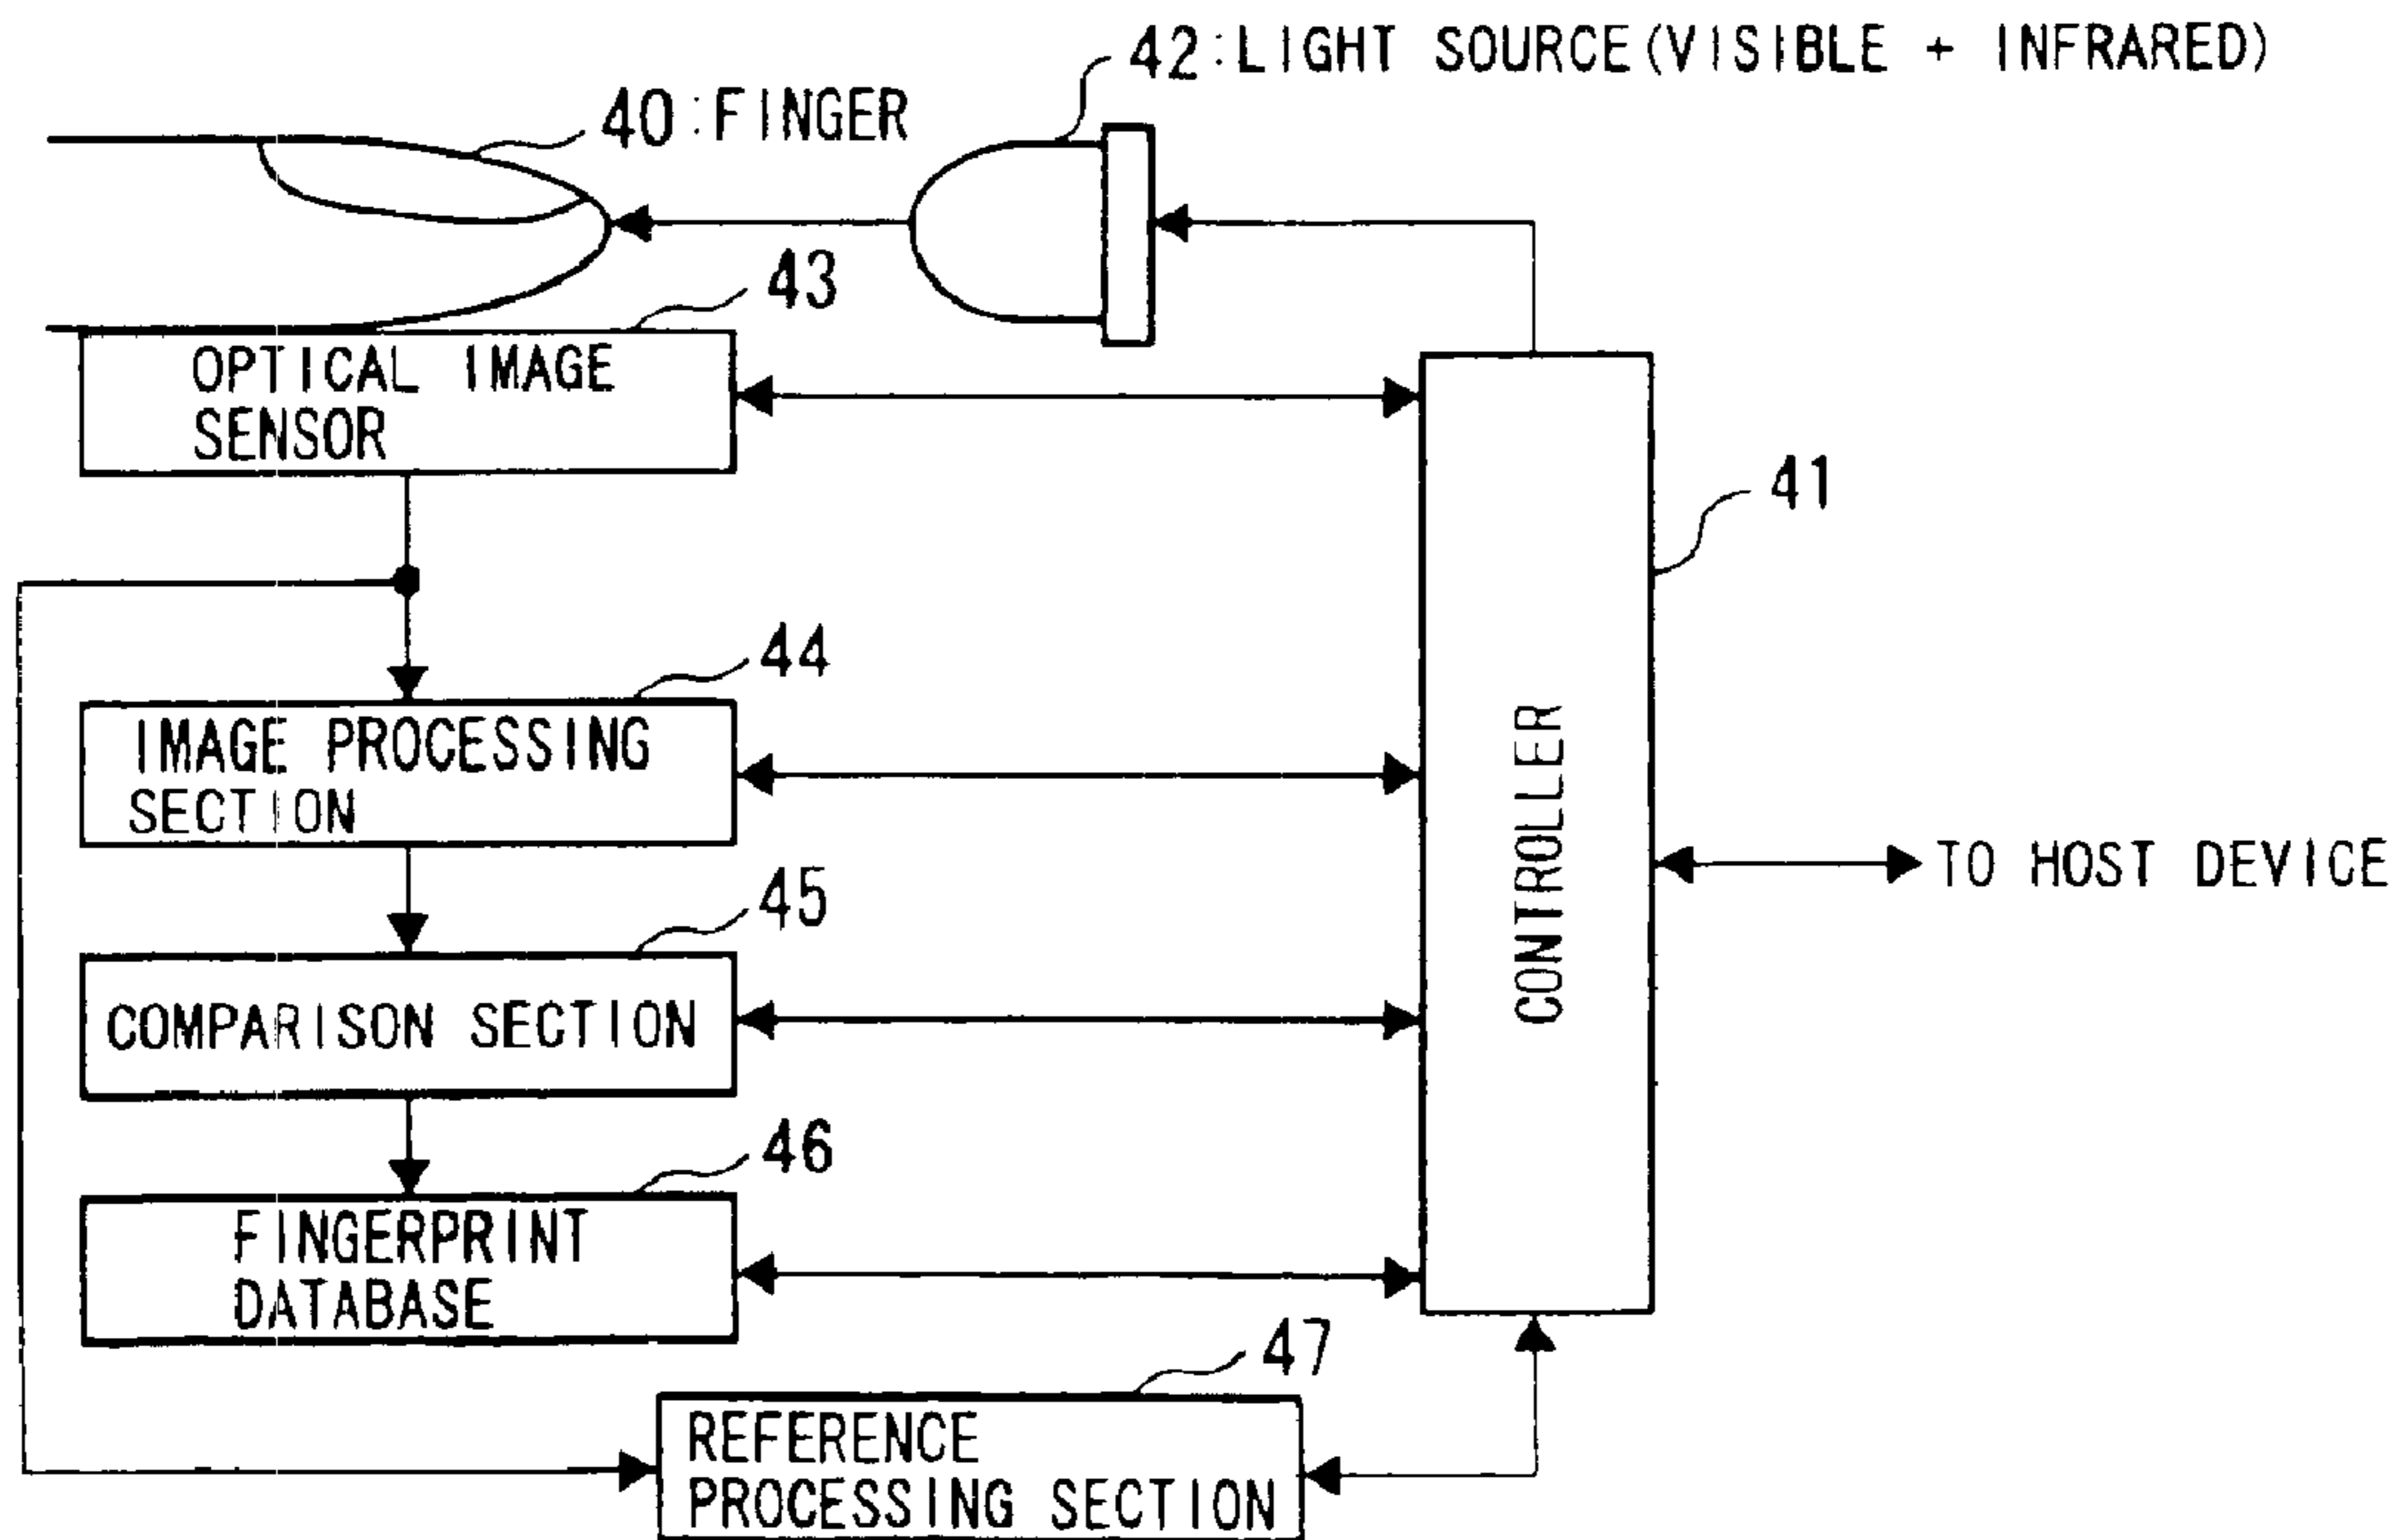 42:LIGHT SOURCE(VISIBLE + INFRARED)
40:FINGER
43
OPTICAL IMAGE
SENSOR
41
44
IMAGE PROCESSING
SECTION
CONTROLLER
TO HOST DEVICE
45
COMPARISON SECTION
46
FINGERPRINT
DATABASE
47
REFERENCE
PROCESSING SECTION